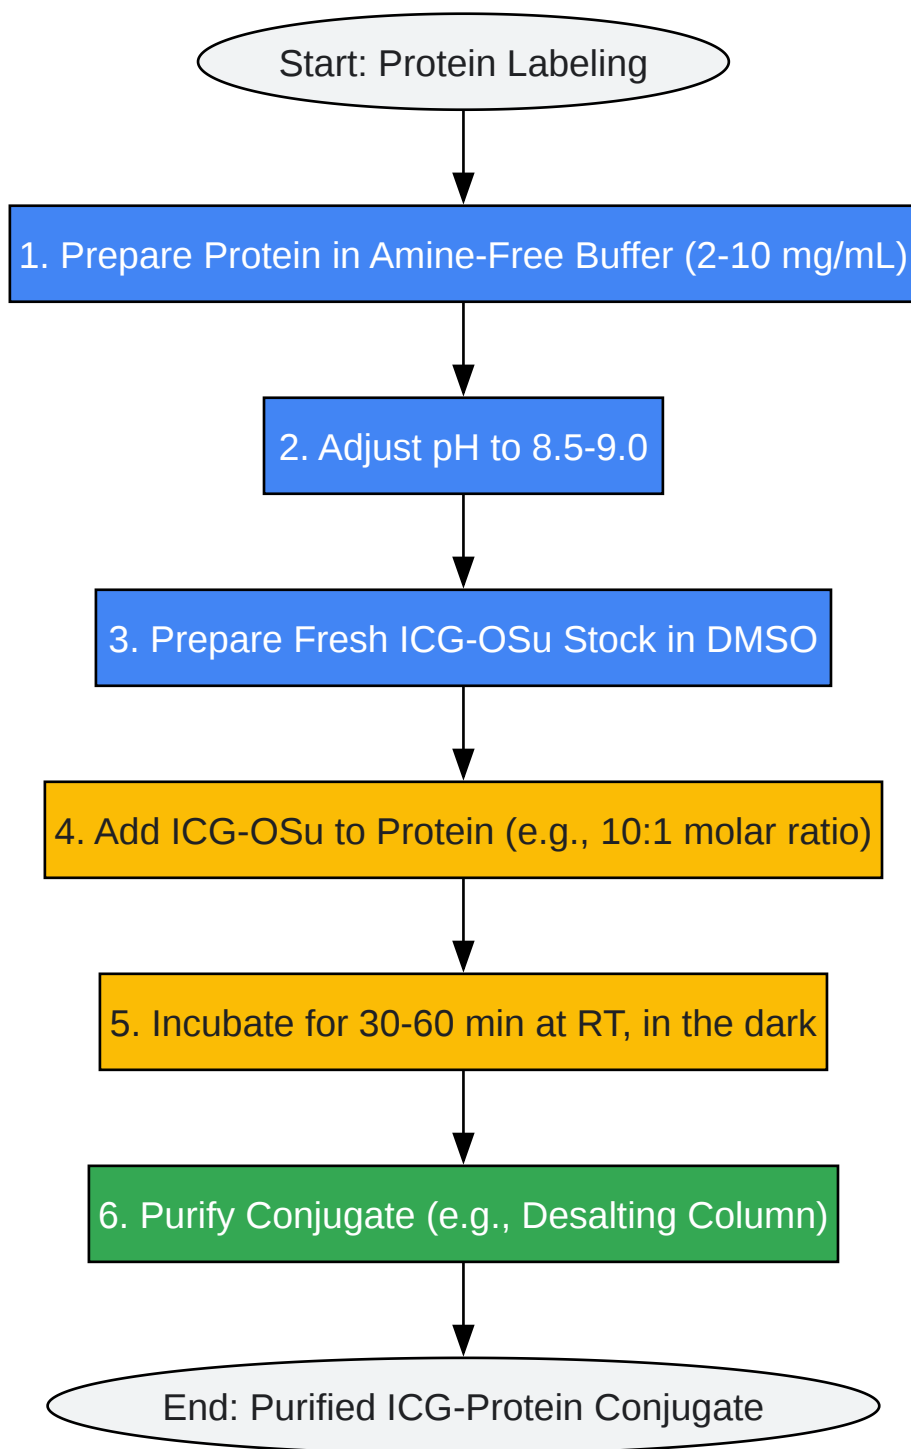 Start: Protein Labeling
1. Prepare Protein in Amine-Free Buffer (2-10 mg/mL)
2. Adjust pH to 8.5-9.0
3. Prepare Fresh ICG-OSu Stock in DMSO
4. Add ICG-OSu to Protein (e.g., 10:1 molar ratio)
5. Incubate for 30-60 min at RT, in the dark
6. Purify Conjugate (e.g., Desalting Column)
End: Purified ICG-Protein Conjugate